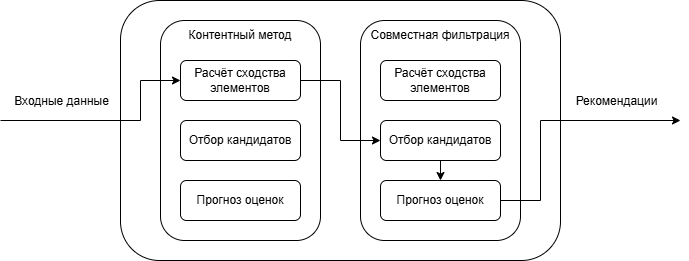 Контентный метод
Совместная фильтрация
Расчёт сходства
элементов
Расчёт сходства
элементов
Входные данные
Рекомендации
Отбор кандидатов
Отбор кандидатов
Прогноз оценок
Прогноз оценок